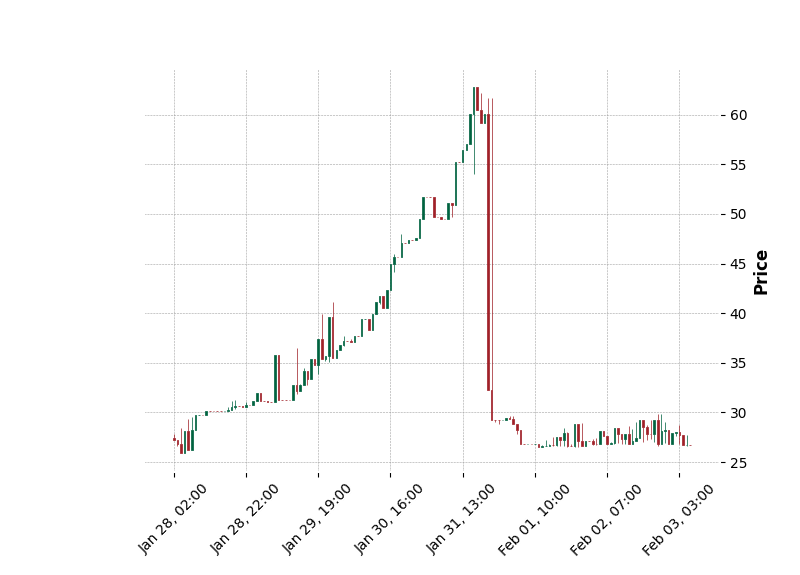 60
55
50
45
40
35
30
25
Price
Jan 28, 02:00
Jan 28, 22:00
Jan 29, 19:00
Jan 30, 16:00
Jan 31, 13:00
Feb 01, 10:00
Feb 02, 07:00
Feb 03, 03:00